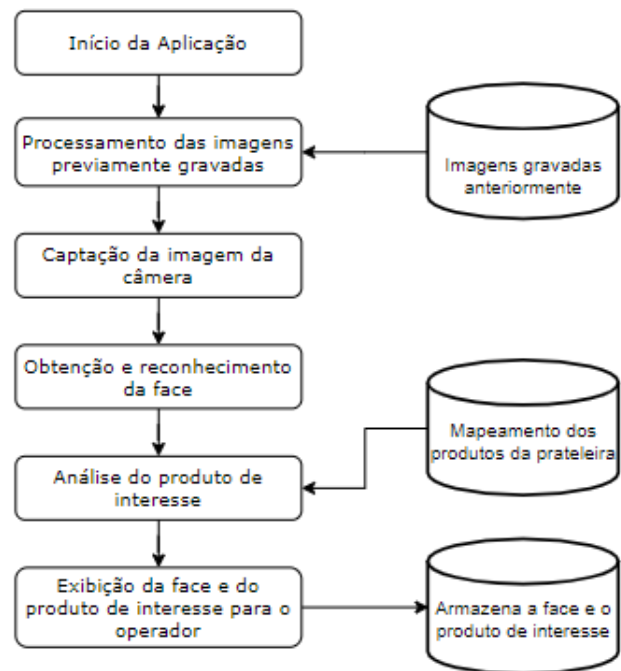 Início da Aplicação
Processamento das imagens
previamente gravadas
Imagens gravadas
anteriormente
Captação da imagem da
câmera
Obtenção e reconhecimento
da face
Mapeamento dos
produtos da prateleira
Análise do produto de
interesse
Exibição da face e do
produto de interesse para o
operador
Armazena a face e o
produto de interesse